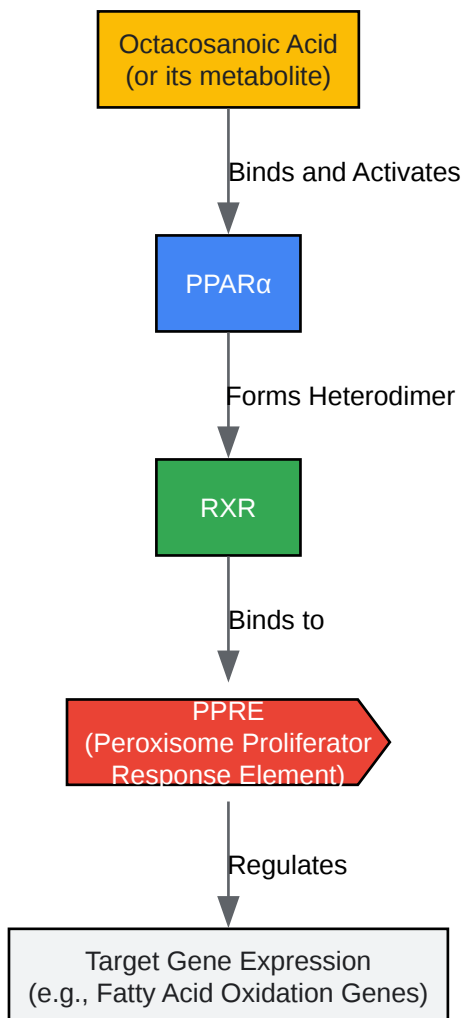 Octacosanoic Acid
(or its metabolite)
Binds and Activates
PPARα
Forms Heterodimer
RXR
Binds to
PPRE
(Peroxisome Proliferator
Response Element)
Regulates
Target Gene Expression
(e.g., Fatty Acid Oxidation Genes)